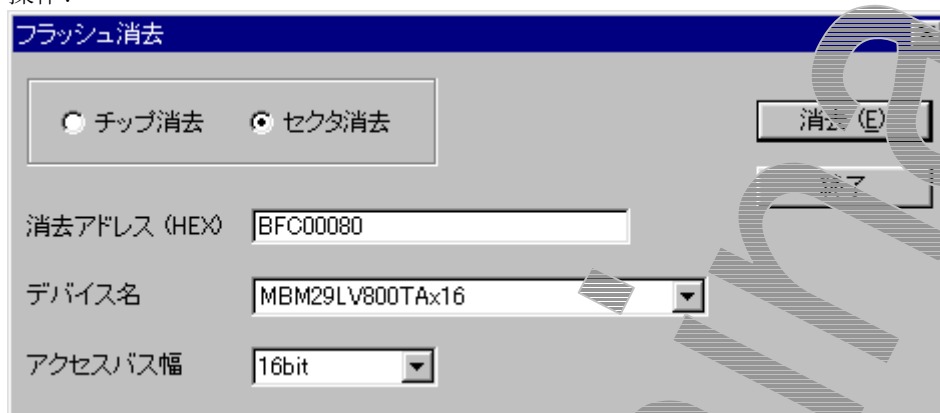 フラッシュ消去
チップ消去 セクタ消去
消去 (E)
終了
消去アドレス (HEX) BFC00080
デバイス名 MBM29LV800TAx16
アクセスバス幅 16bit